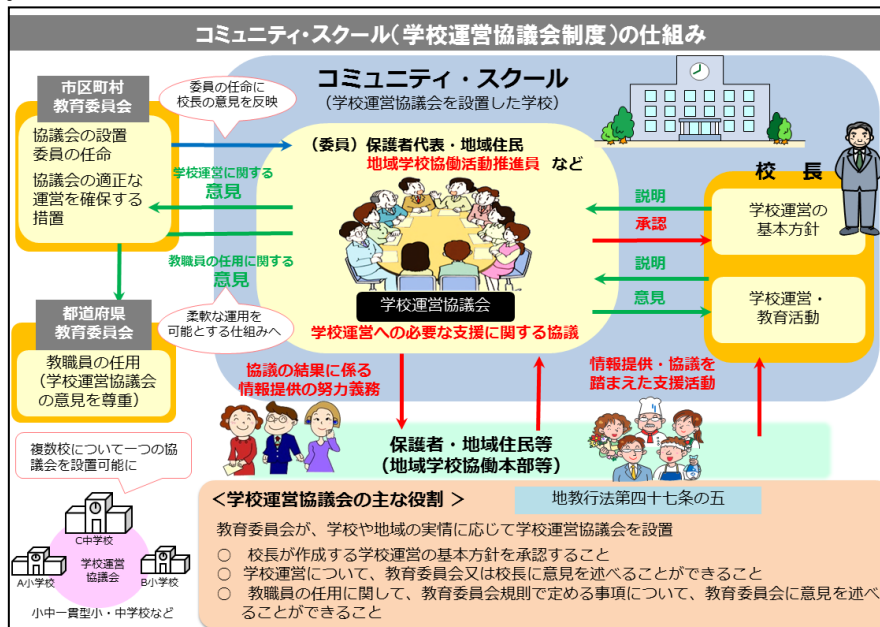 コミュニティ・スクール(学校運営協議会制度)の仕組み
市区町村
教育委員会
協議会の設置
委員の任命
協議会の適正な
運営を確保する
措置
委員の任命に
校長の意見を反映
コミュニティ・スクール
(学校運営協議会を設置した学校)
(委員)保護者代表・地域住民
地域学校協働活動推進員 など
学校運営に関する
意見
教職員の任用に関する
意見
柔軟な運用を
可能とする仕組みへ
学校運営協議会
学校運営への必要な支援に関する協議
校 長
説明
承認
学校運営の
基本方針
説明
意見
学校運営・
教育活動
都道府県
教育委員会
教職員の任用
(学校運営協議会
の意見を尊重)
協議の結果に係る
情報提供の努力義務
情報提供・協議を
踏まえた支援活動
保護者・地域住民等
(地域学校協働本部等)
複数校について一つの協
議会を設置可能に
C中学校
学校運営
協議会
A小学校
B小学校
小中一貫型小・中学校など
<学校運営協議会の主な役割 >
地教行法第四十七条の五
教育委員会が、学校や地域の実情に応じて学校運営協議会を設置
○ 校長が作成する学校運営の基本方針を承認すること
○ 学校運営について、教育委員会又は校長に意見を述べることができること
○ 教職員の任用に関して、教育委員会規則で定める事項について、教育委員会に意見を述べ
ることができること